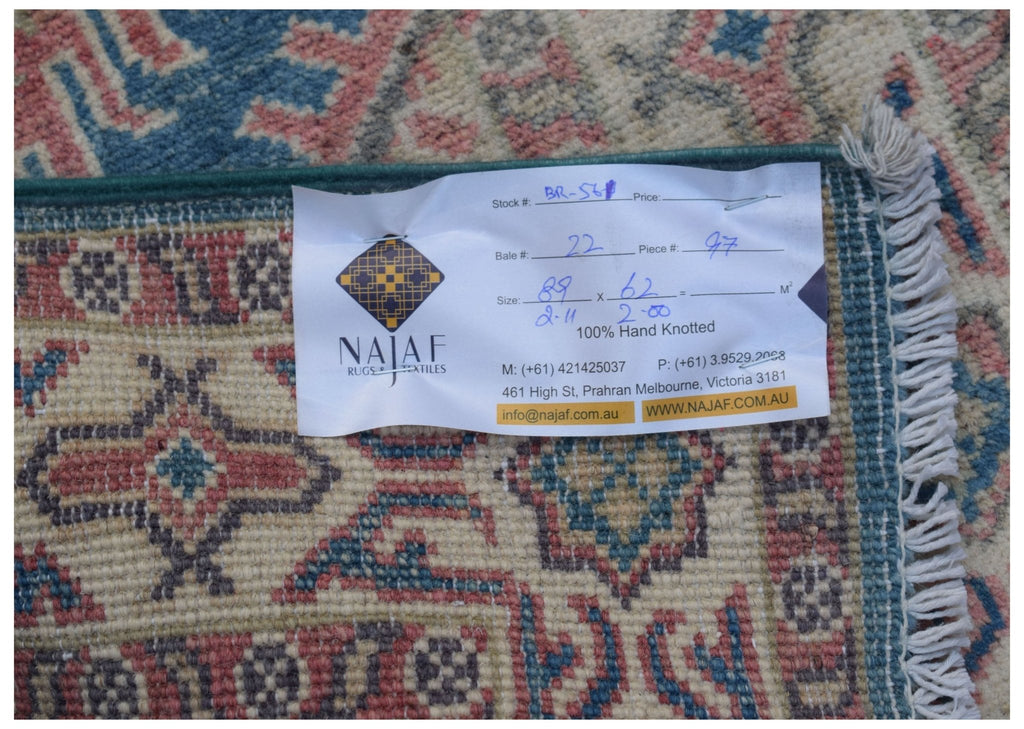 NAJAF
RUGS & TEXTILES
Stock #: BR-561 Price:
Bale #: 22 Piece #: 97
Size: 89 X 62 = M²
2.11 2.00
100% Hand Knotted
M: (+61) 421425037 P: (+61) 3.9529.2068
461 High St, Prahran Melbourne, Victoria 3181
info@najaf.com.au WWW.NAJAF.COM.AU